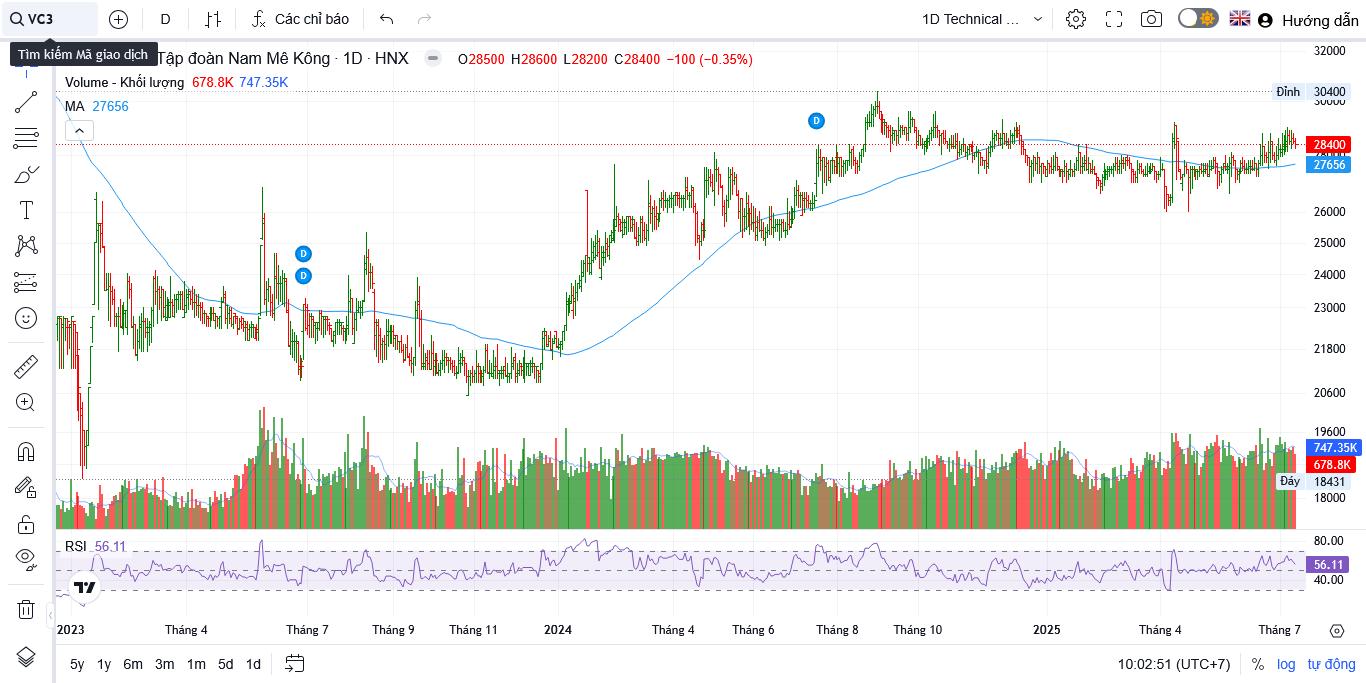 VC3 D Các chỉ báo 1D Technical ... Hướng dẫn
Tìm kiếm Mã giao dịch
Tập đoàn Nam Mê Kông · 1D · HNX O28500 H28600 L28200 C28400 −100 (−0.35%)
Volume - Khối lượng 678.8K 747.35K
MA 27656
32000
Đỉnh 30400
30000
28400
28000
27656
26000
25000
24000
23000
21800
20600
19600
747.35K
678.8K
Đáy 18431
18000
D
D
D
T
RSI 56.11
80.00
56.11
40.00
2023 Tháng 4 Tháng 7 Tháng 9 Tháng 11 2024 Tháng 4 Tháng 6 Tháng 8 Tháng 10 2025 Tháng 4 Tháng 7
5y 1y 6m 3m 1m 5d 1d 10:02:51 (UTC+7) % log tự động